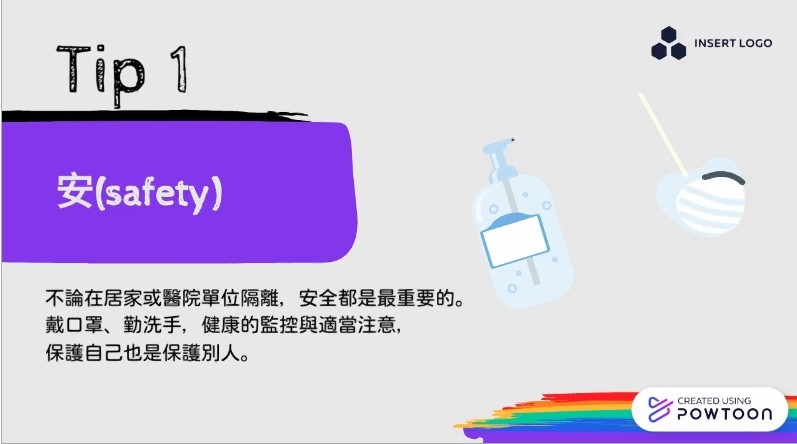 Tip 1
INSERT LOGO
安(safety)
不論在居家或醫院單位隔離，安全都是最重要的。
戴口罩、勤洗手，健康的監控與適當注意，
保護自己也是保護別人。
CREATED USING
POWTOON